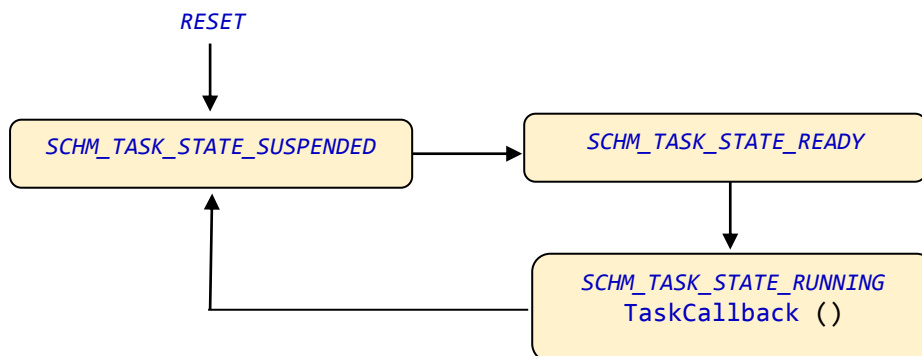 RESET
SCHM_TASK_STATE_SUSPENDED
SCHM_TASK_STATE_READY
SCHM_TASK_STATE_RUNNING
TaskCallback ()